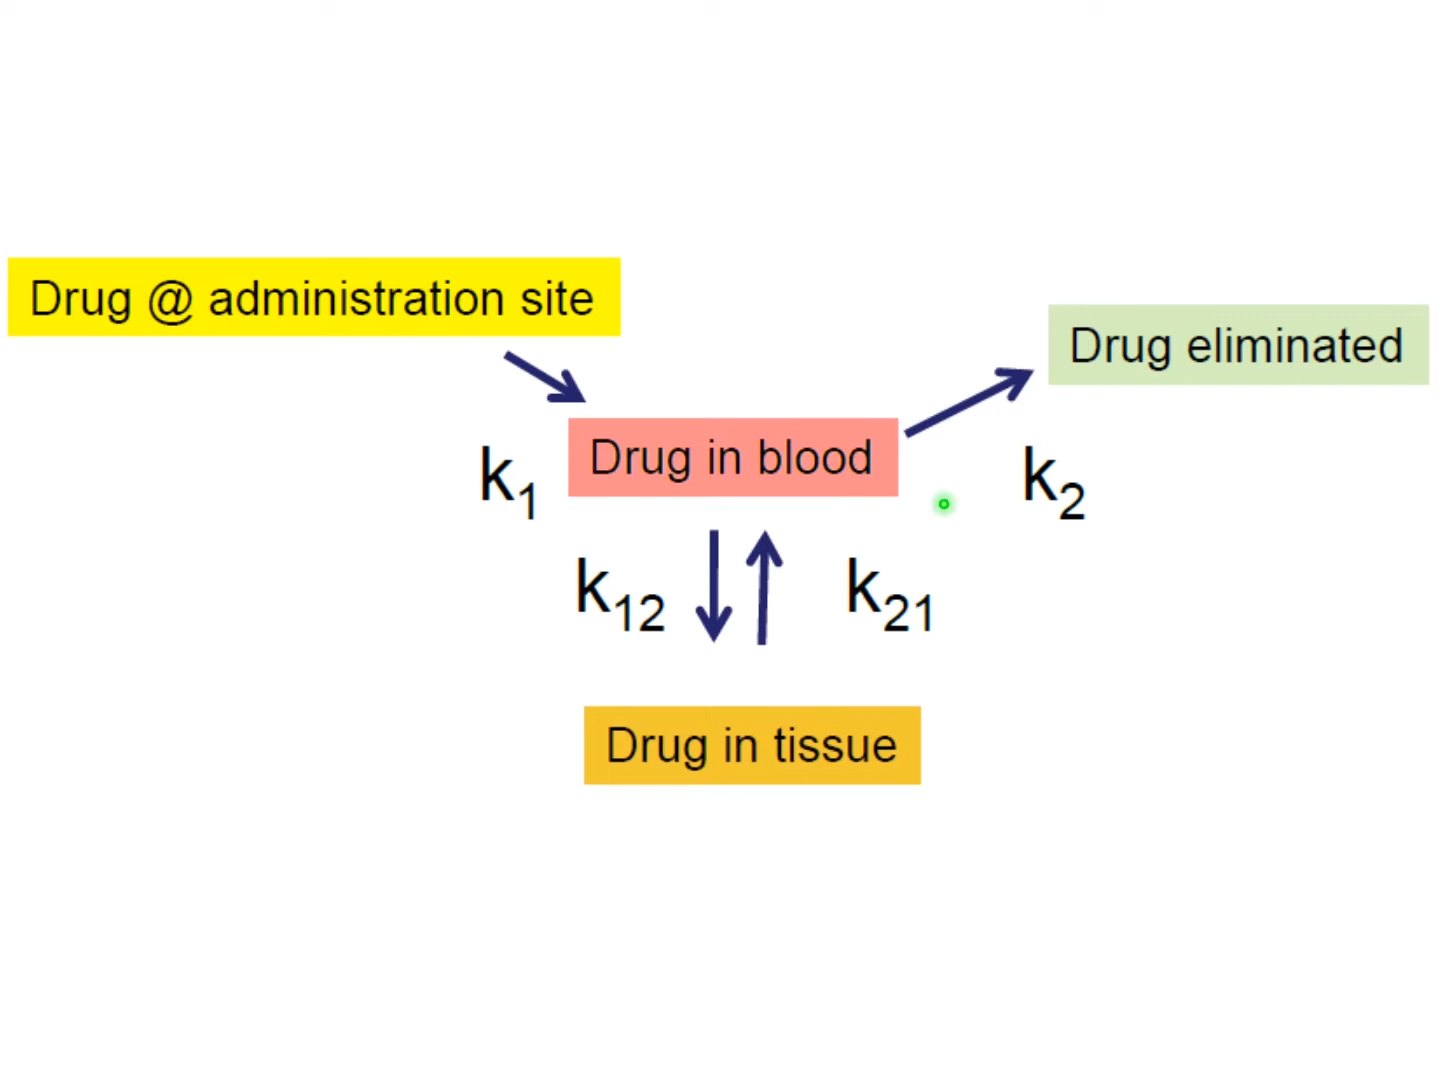 Drug @ administration site
Drug eliminated
Drug in blood
k1
k2
k12
k21
Drug in tissue